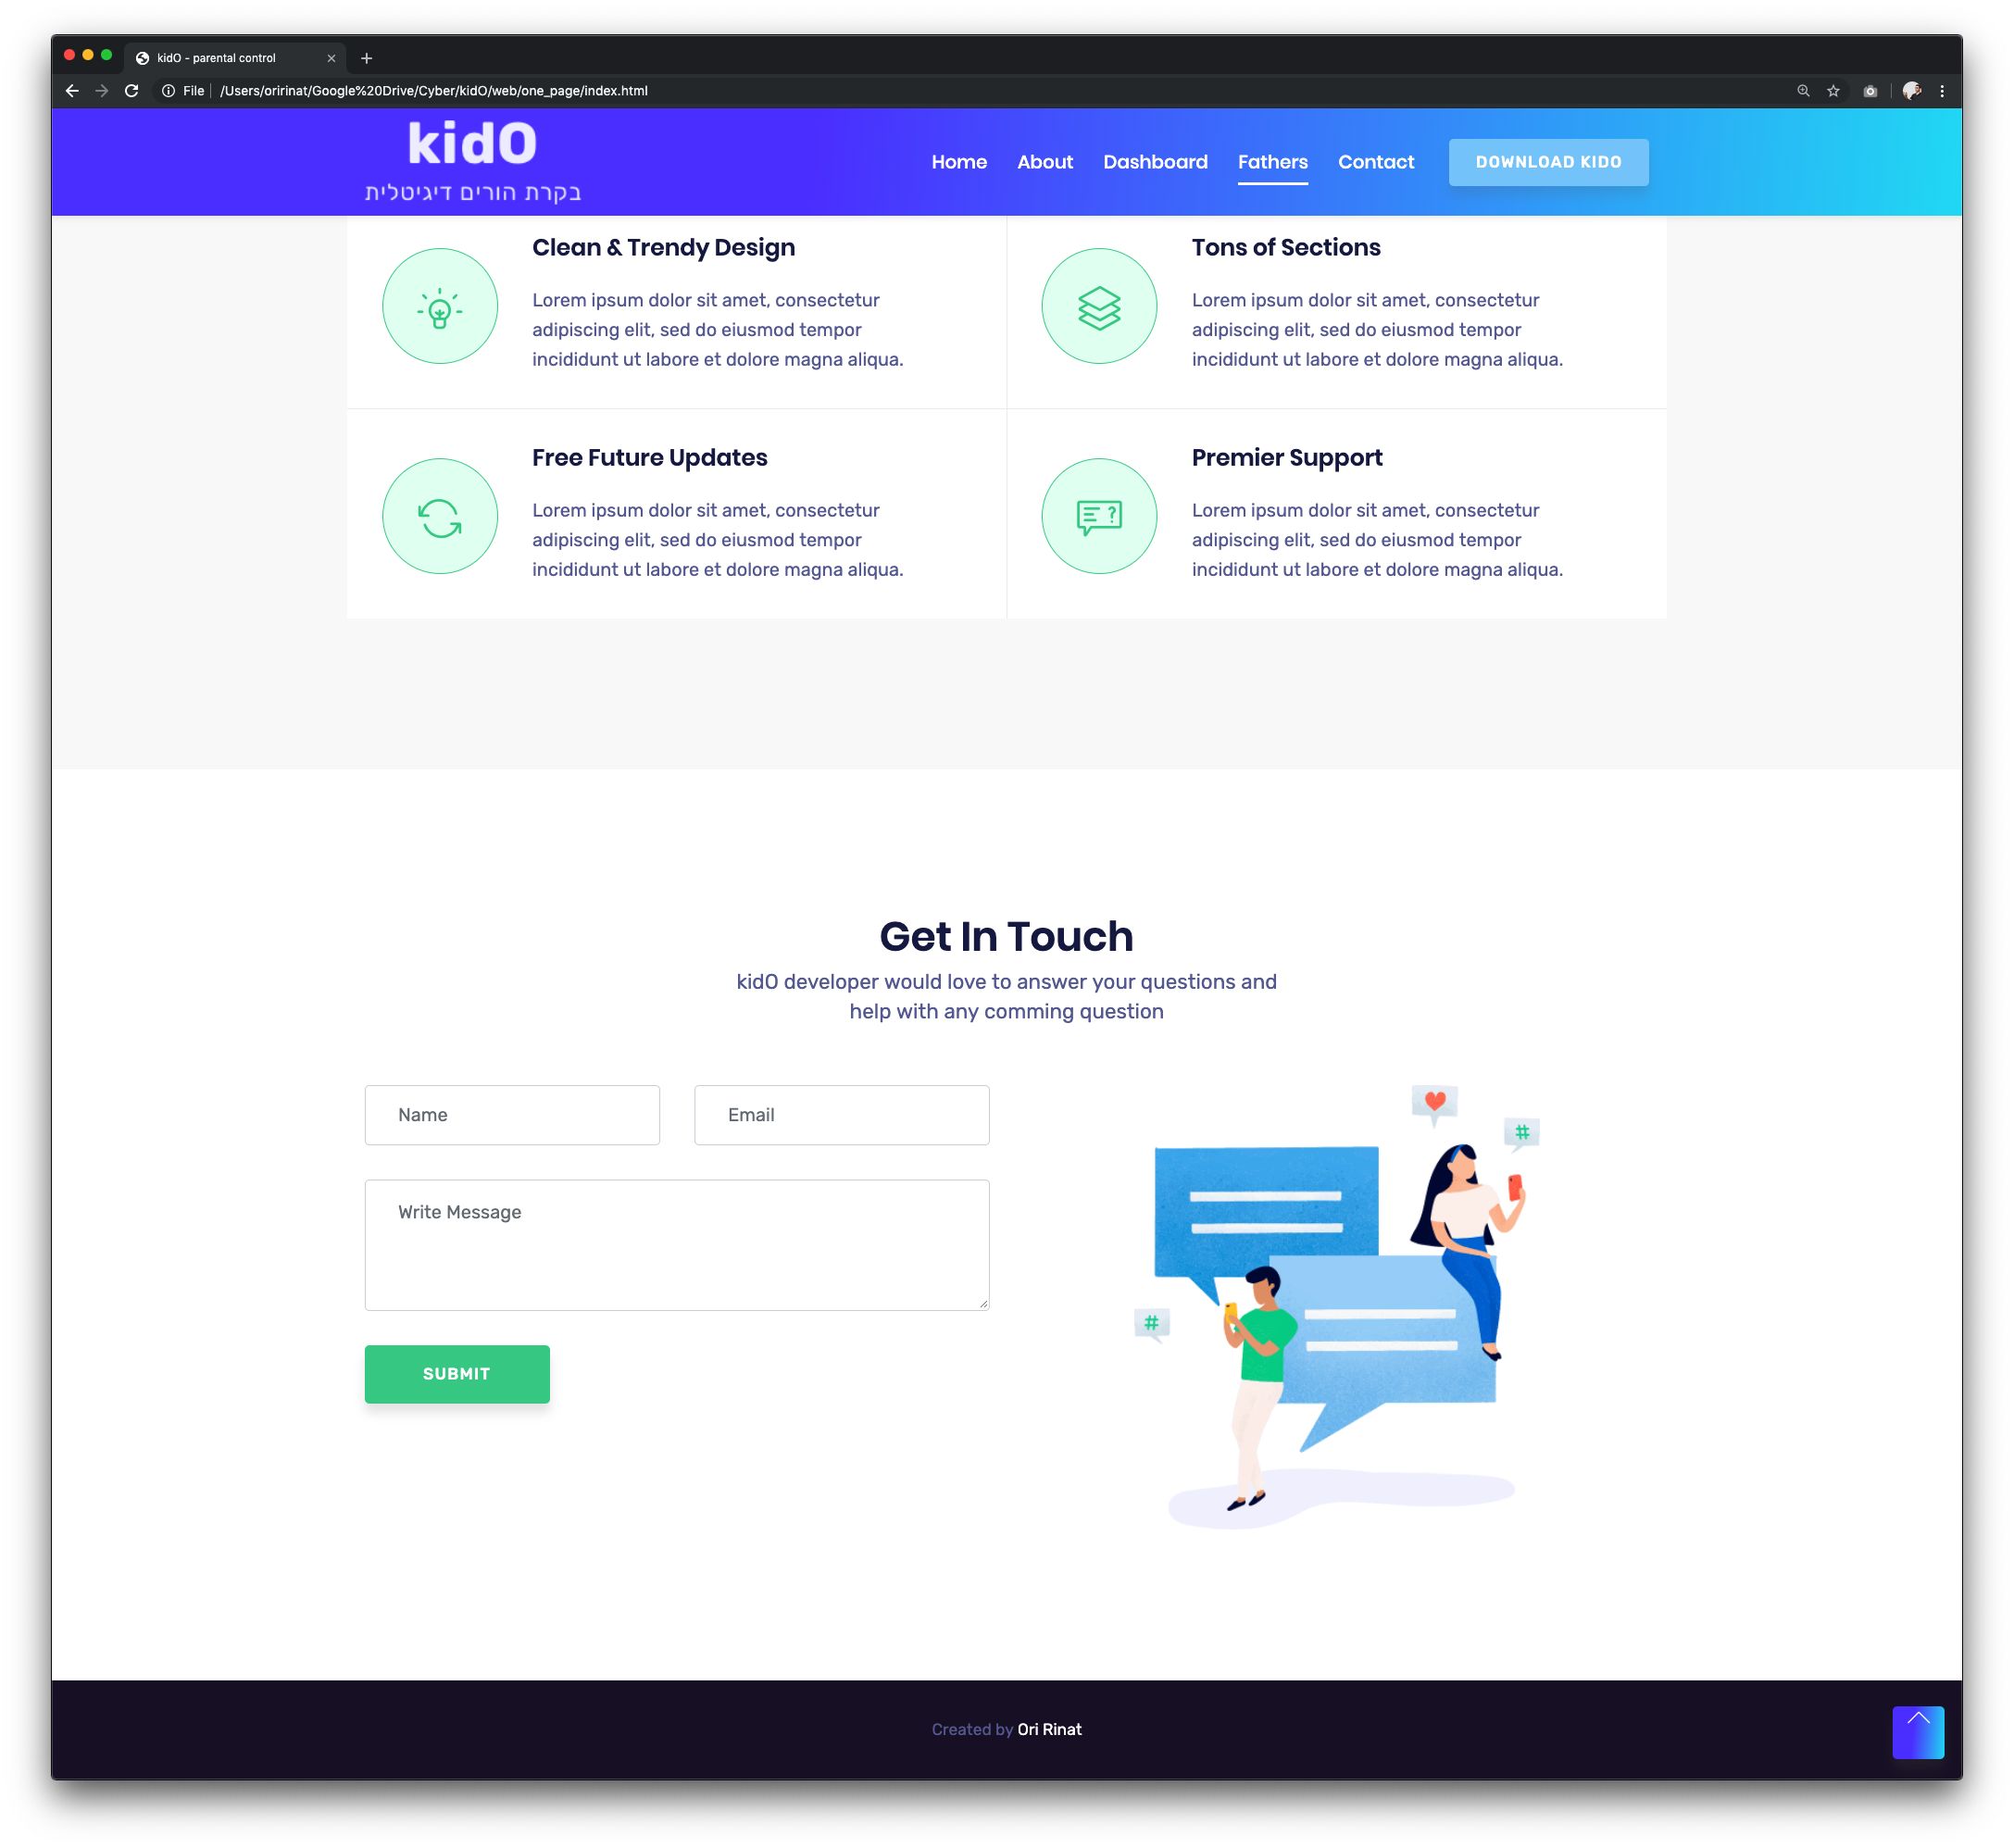 kidO - parental control
File /Users/oririnat/Google%20Drive/Cyber/kidO/web/one_page/index.html
kidO
בקרת הורים דיגיטלית
Home About Dashboard Fathers Contact DOWNLOAD KIDO
Clean & Trendy Design
Lorem ipsum dolor sit amet, consectetur
adipiscing elit, sed do eiusmod tempor
incididunt ut labore et dolore magna aliqua.
Tons of Sections
Lorem ipsum dolor sit amet, consectetur
adipiscing elit, sed do eiusmod tempor
incididunt ut labore et dolore magna aliqua.
Free Future Updates
Lorem ipsum dolor sit amet, consectetur
adipiscing elit, sed do eiusmod tempor
incididunt ut labore et dolore magna aliqua.
Premier Support
Lorem ipsum dolor sit amet, consectetur
adipiscing elit, sed do eiusmod tempor
incididunt ut labore et dolore magna aliqua.
Get In Touch
kidO developer would love to answer your questions and
help with any comming question
Name
Email
Write Message
SUBMIT
#
#
Created by Ori Rinat